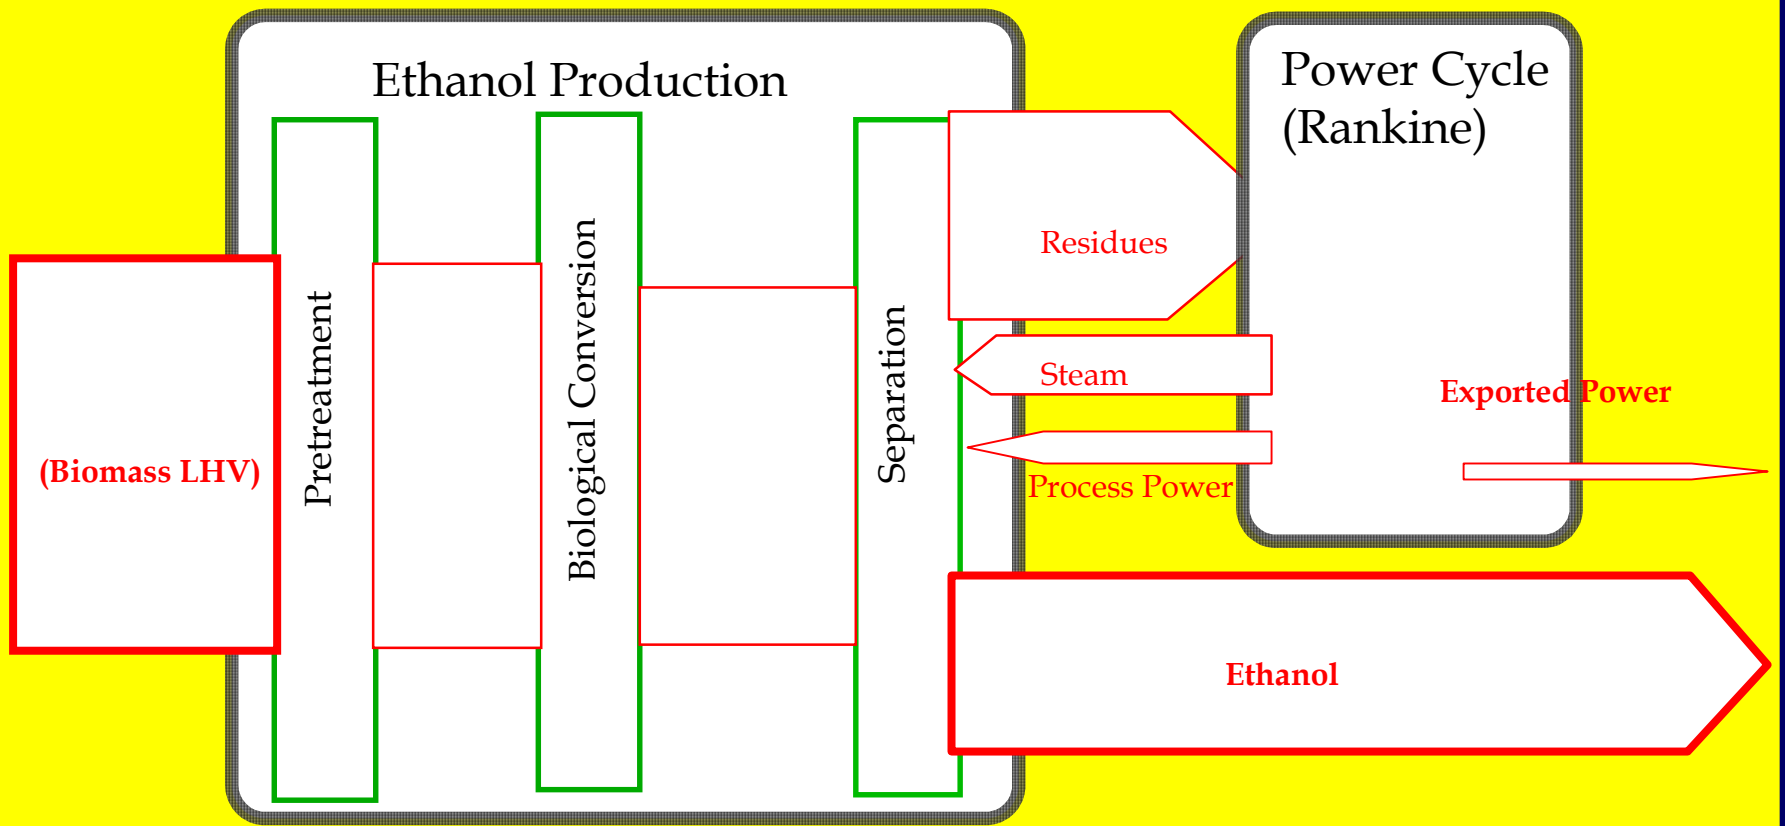 Ethanol Production
Power Cycle
(Rankine)
(Biomass LHV)
Pretreatment
Biological Conversion
Separation
Residues
Steam
Process Power
Exported Power
Ethanol